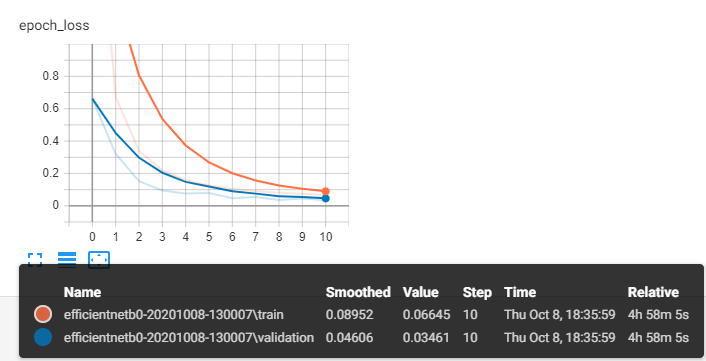 epoch_loss
0.8
0.6
0.4
0.2
0
0 1 2 3 4 5 6 7 8 9 10
Name Smoothed Value Step Time Relative
efficientnetb0-20201008-130007\train 0.08952 0.06645 10 Thu Oct 8, 18:35:59 4h 58m 5s
efficientnetb0-20201008-130007\validation 0.04606 0.03461 10 Thu Oct 8, 18:35:59 4h 58m 5s